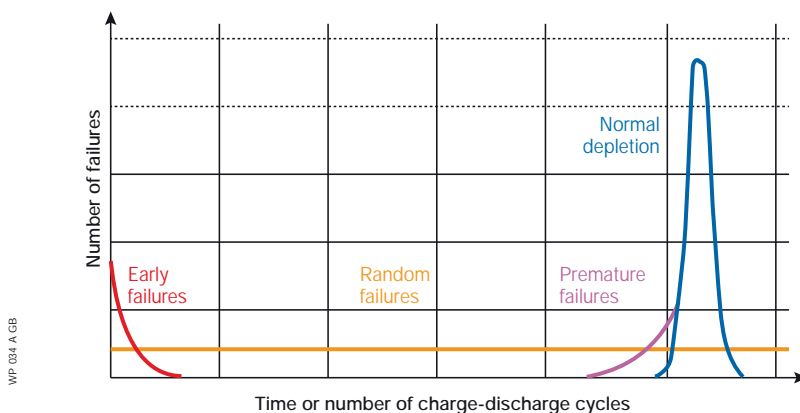 Number of failures
Normal
depletion
Early
failures
Random
failures
Premature
failures
WP 034 A GB
Time or number of charge-discharge cycles